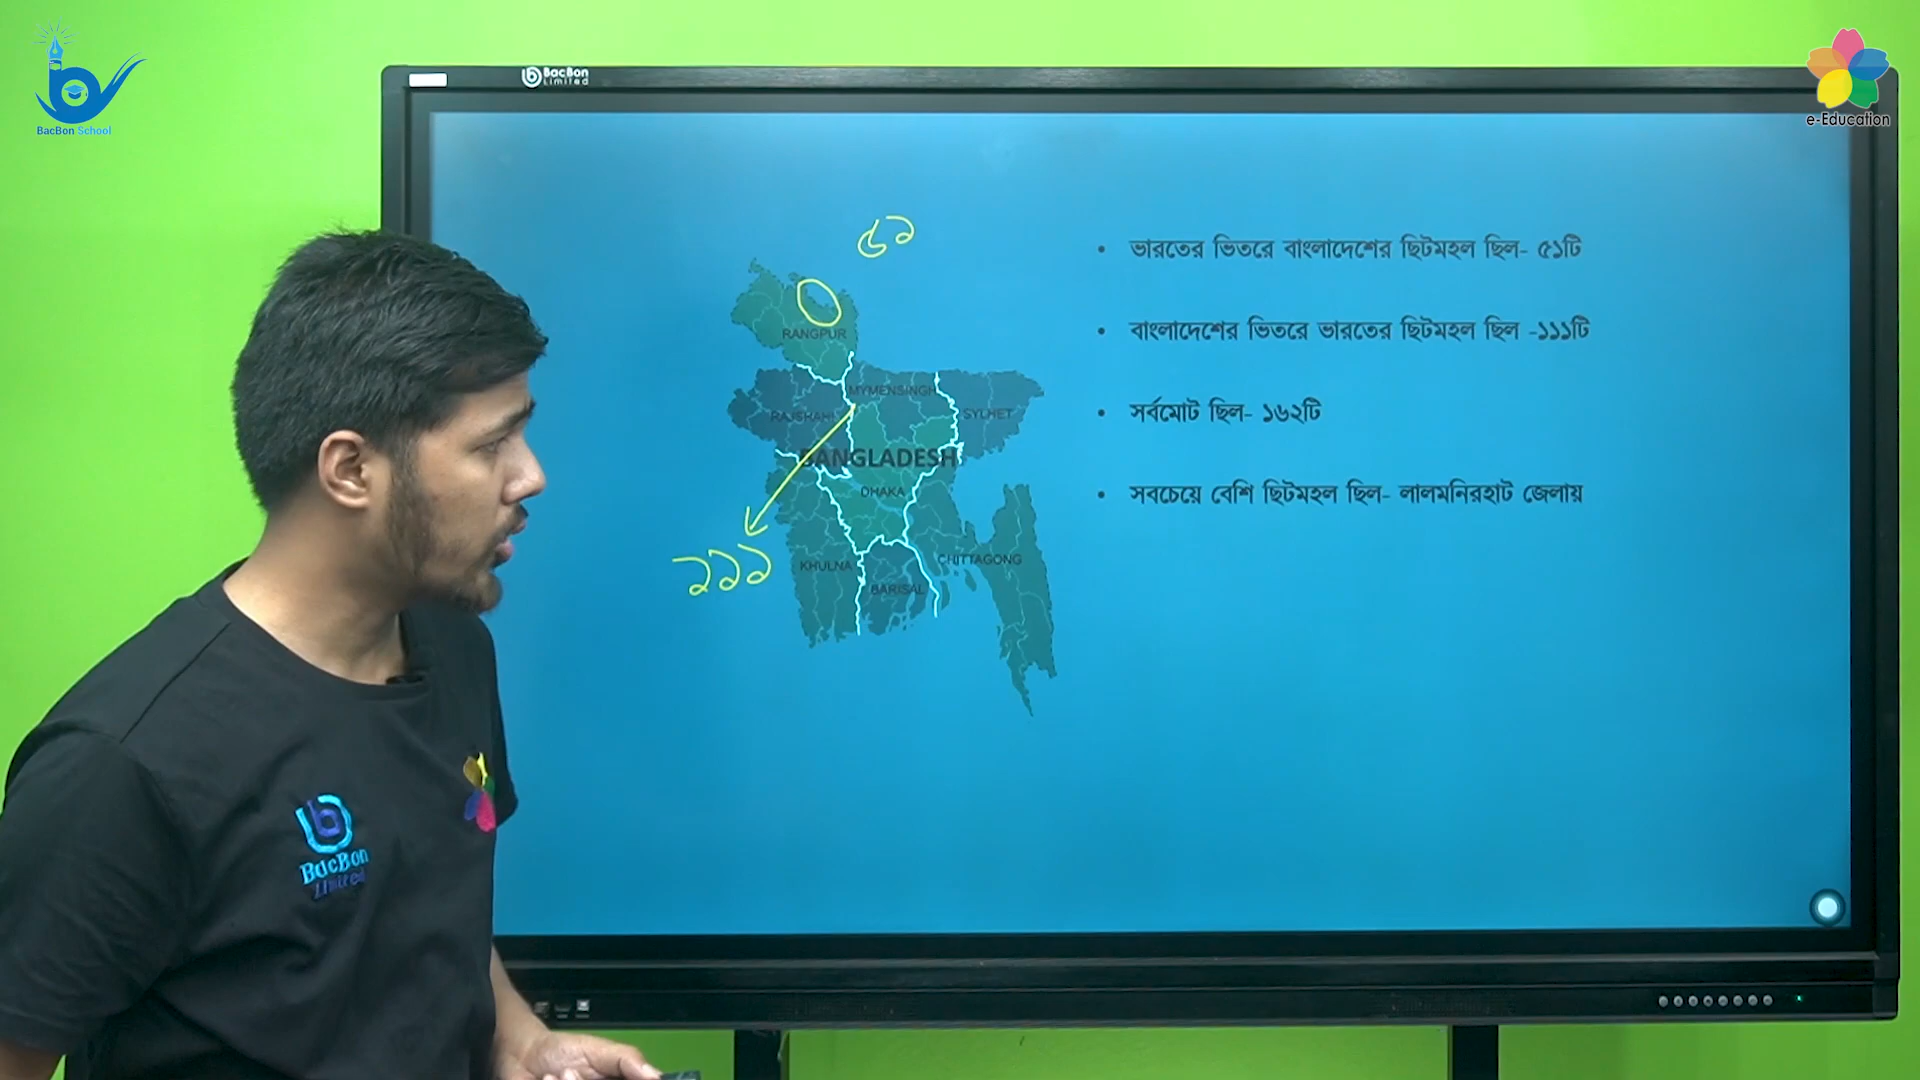 BacBon School
BacBon
Limited
e-Education
৫১
RANGPUR
MYMENSINGH
RAJSHAHI
SYLHET
BANGLADESH
DHAKA
KHULNA
CHITTAGONG
BARISAL
১১১
• ভারতের ভিতরে বাংলাদেশের ছিটমহল ছিল- ৫১টি
• বাংলাদেশের ভিতরে ভারতের ছিটমহল ছিল -১১১টি
• সর্বমোট ছিল- ১৬২টি
• সবচেয়ে বেশি ছিটমহল ছিল- লালমনিরহাট জেলায়
BacBon
Limited